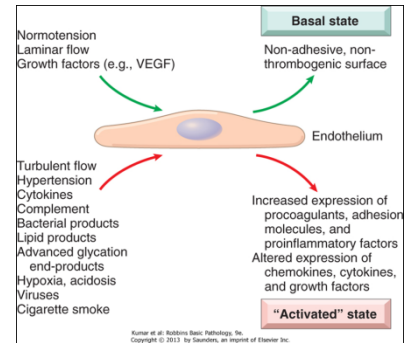 Basal state
Normotension
Laminar flow
Growth factors (e.g., VEGF)
Non-adhesive, non-
thrombogenic surface
Endothelium
Turbulent flow
Hypertension
Cytokines
Complement
Bacterial products
Lipid products
Advanced glycation
end-products
Hypoxia, acidosis
Viruses
Cigarette smoke
Increased expression of
procoagulants, adhesion
molecules, and
proinflammatory factors
Altered expression of
chemokines, cytokines,
and growth factors
“Activated” state
Kumar et al: Robbins Basic Pathology, 9e.
Copyright © 2013 by Saunders, an imprint of Elsevier Inc.